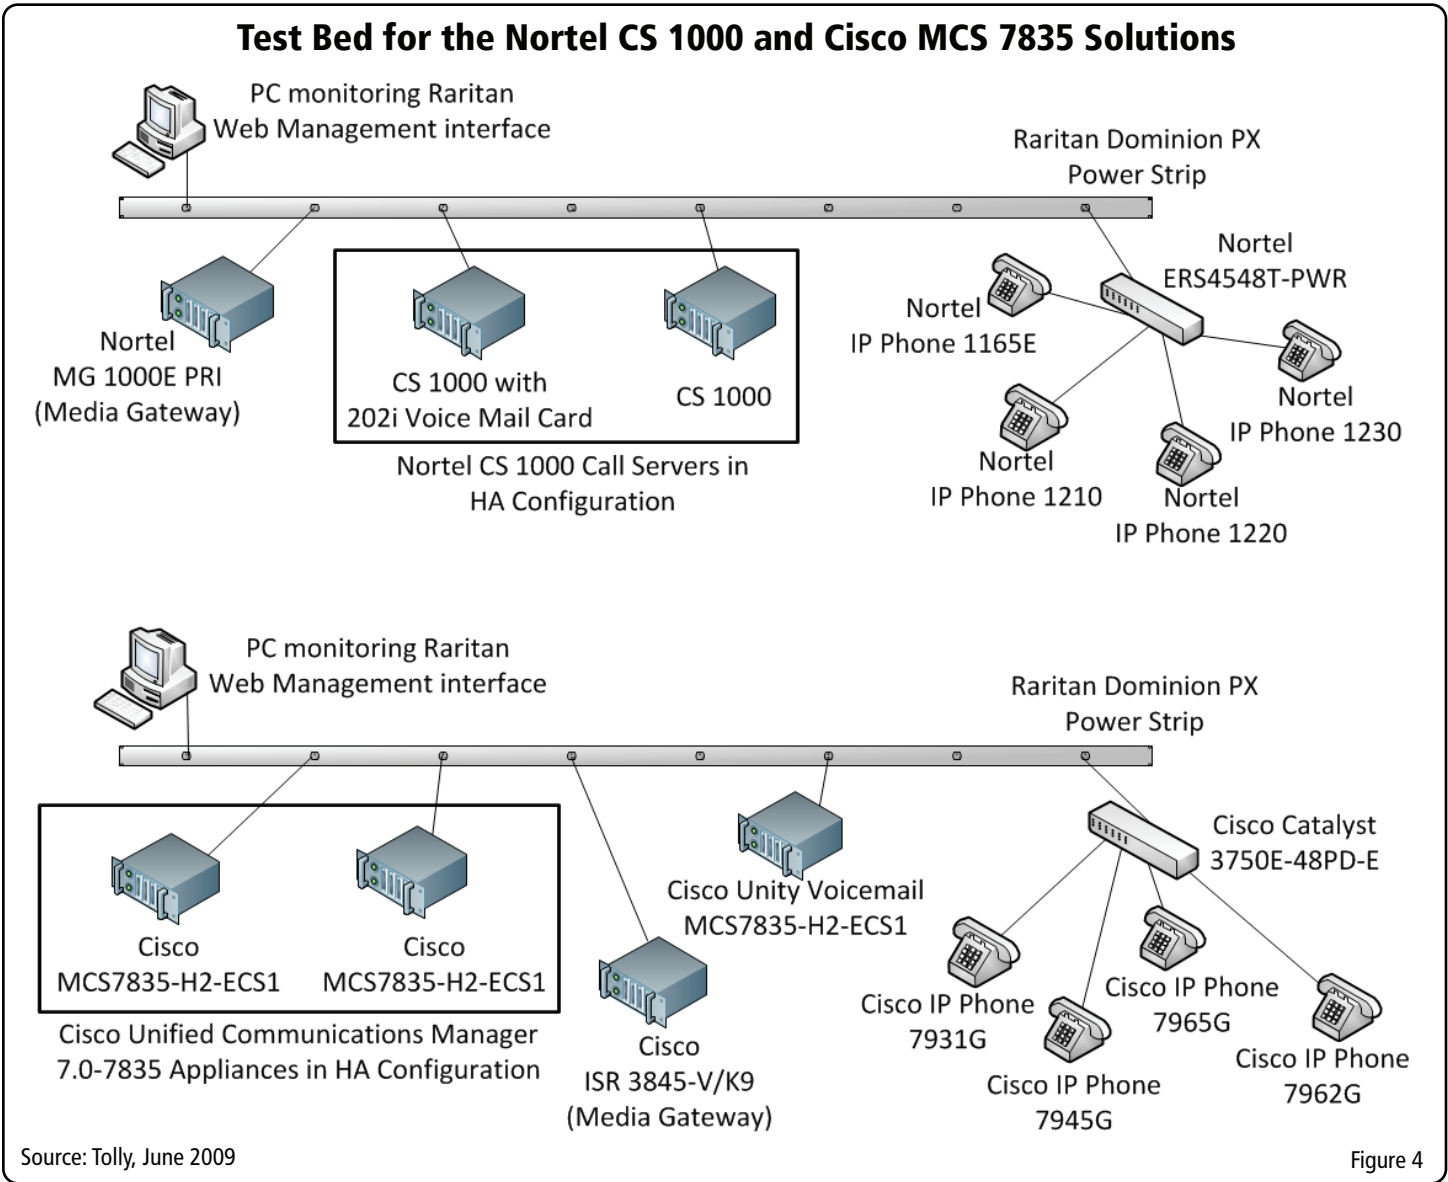 Test Bed for the Nortel CS 1000 and Cisco MCS 7835 Solutions
PC monitoring Raritan
Web Management interface
Raritan Dominion PX
Power Strip
Nortel
MG 1000E PRI
(Media Gateway)
CS 1000 with
202i Voice Mail Card
CS 1000
Nortel CS 1000 Call Servers in
HA Configuration
Nortel
ERS4548T-PWR
Nortel
IP Phone 1165E
Nortel
IP Phone 1230
Nortel
IP Phone 1210
Nortel
IP Phone 1220
PC monitoring Raritan
Web Management interface
Raritan Dominion PX
Power Strip
Cisco
MCS7835-H2-ECS1
Cisco
MCS7835-H2-ECS1
Cisco Unified Communications Manager
7.0-7835 Appliances in HA Configuration
Cisco
ISR 3845-V/K9
(Media Gateway)
Cisco Unity Voicemail
MCS7835-H2-ECS1
Cisco Catalyst
3750E-48PD-E
Cisco IP Phone
7931G
Cisco IP Phone
7945G
Cisco IP Phone
7965G
Cisco IP Phone
7962G
Source: Tolly, June 2009
Figure 4